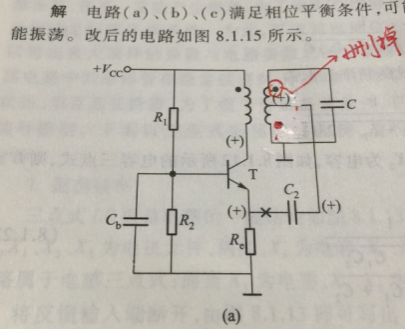 解 电路(a)、(b)、(c)满足相位平衡条件,可
能振荡。改后的电路如图 8.1.15 所示。
删掉
+VCC
(+)
C
R1
(+)
T
C2
(+)
(+)
Cb
R2
Re
(a)